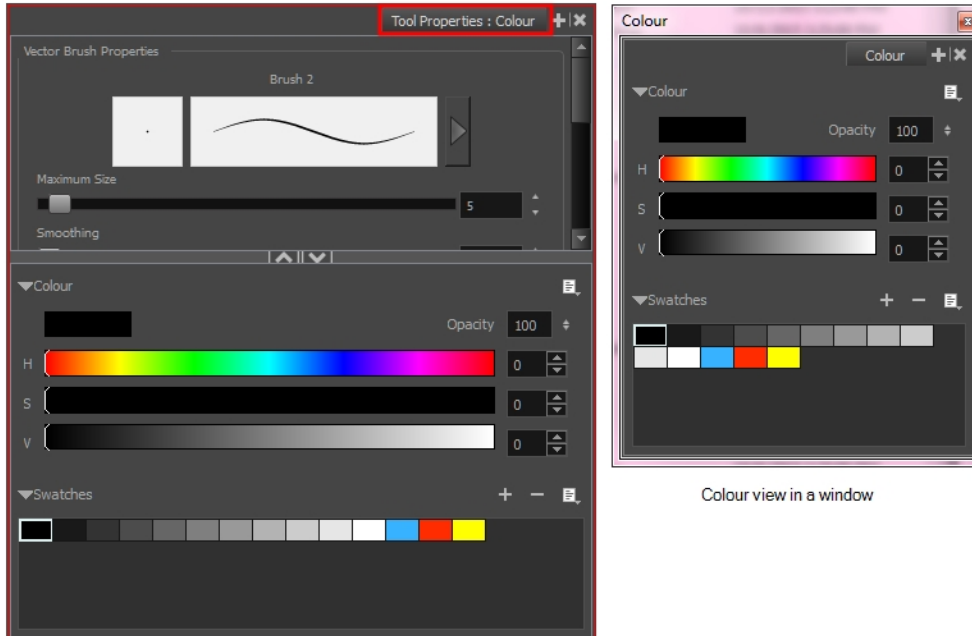 Tool Properties : Colour
Vector Brush Properties
Brush 2
Maximum Size
5
Smoothing
Colour
Opacity 100
H 0
S 0
V 0
Swatches
Colour
Colour
Colour
Opacity 100
H 0
S 0
V 0
Swatches
Colour view in a window